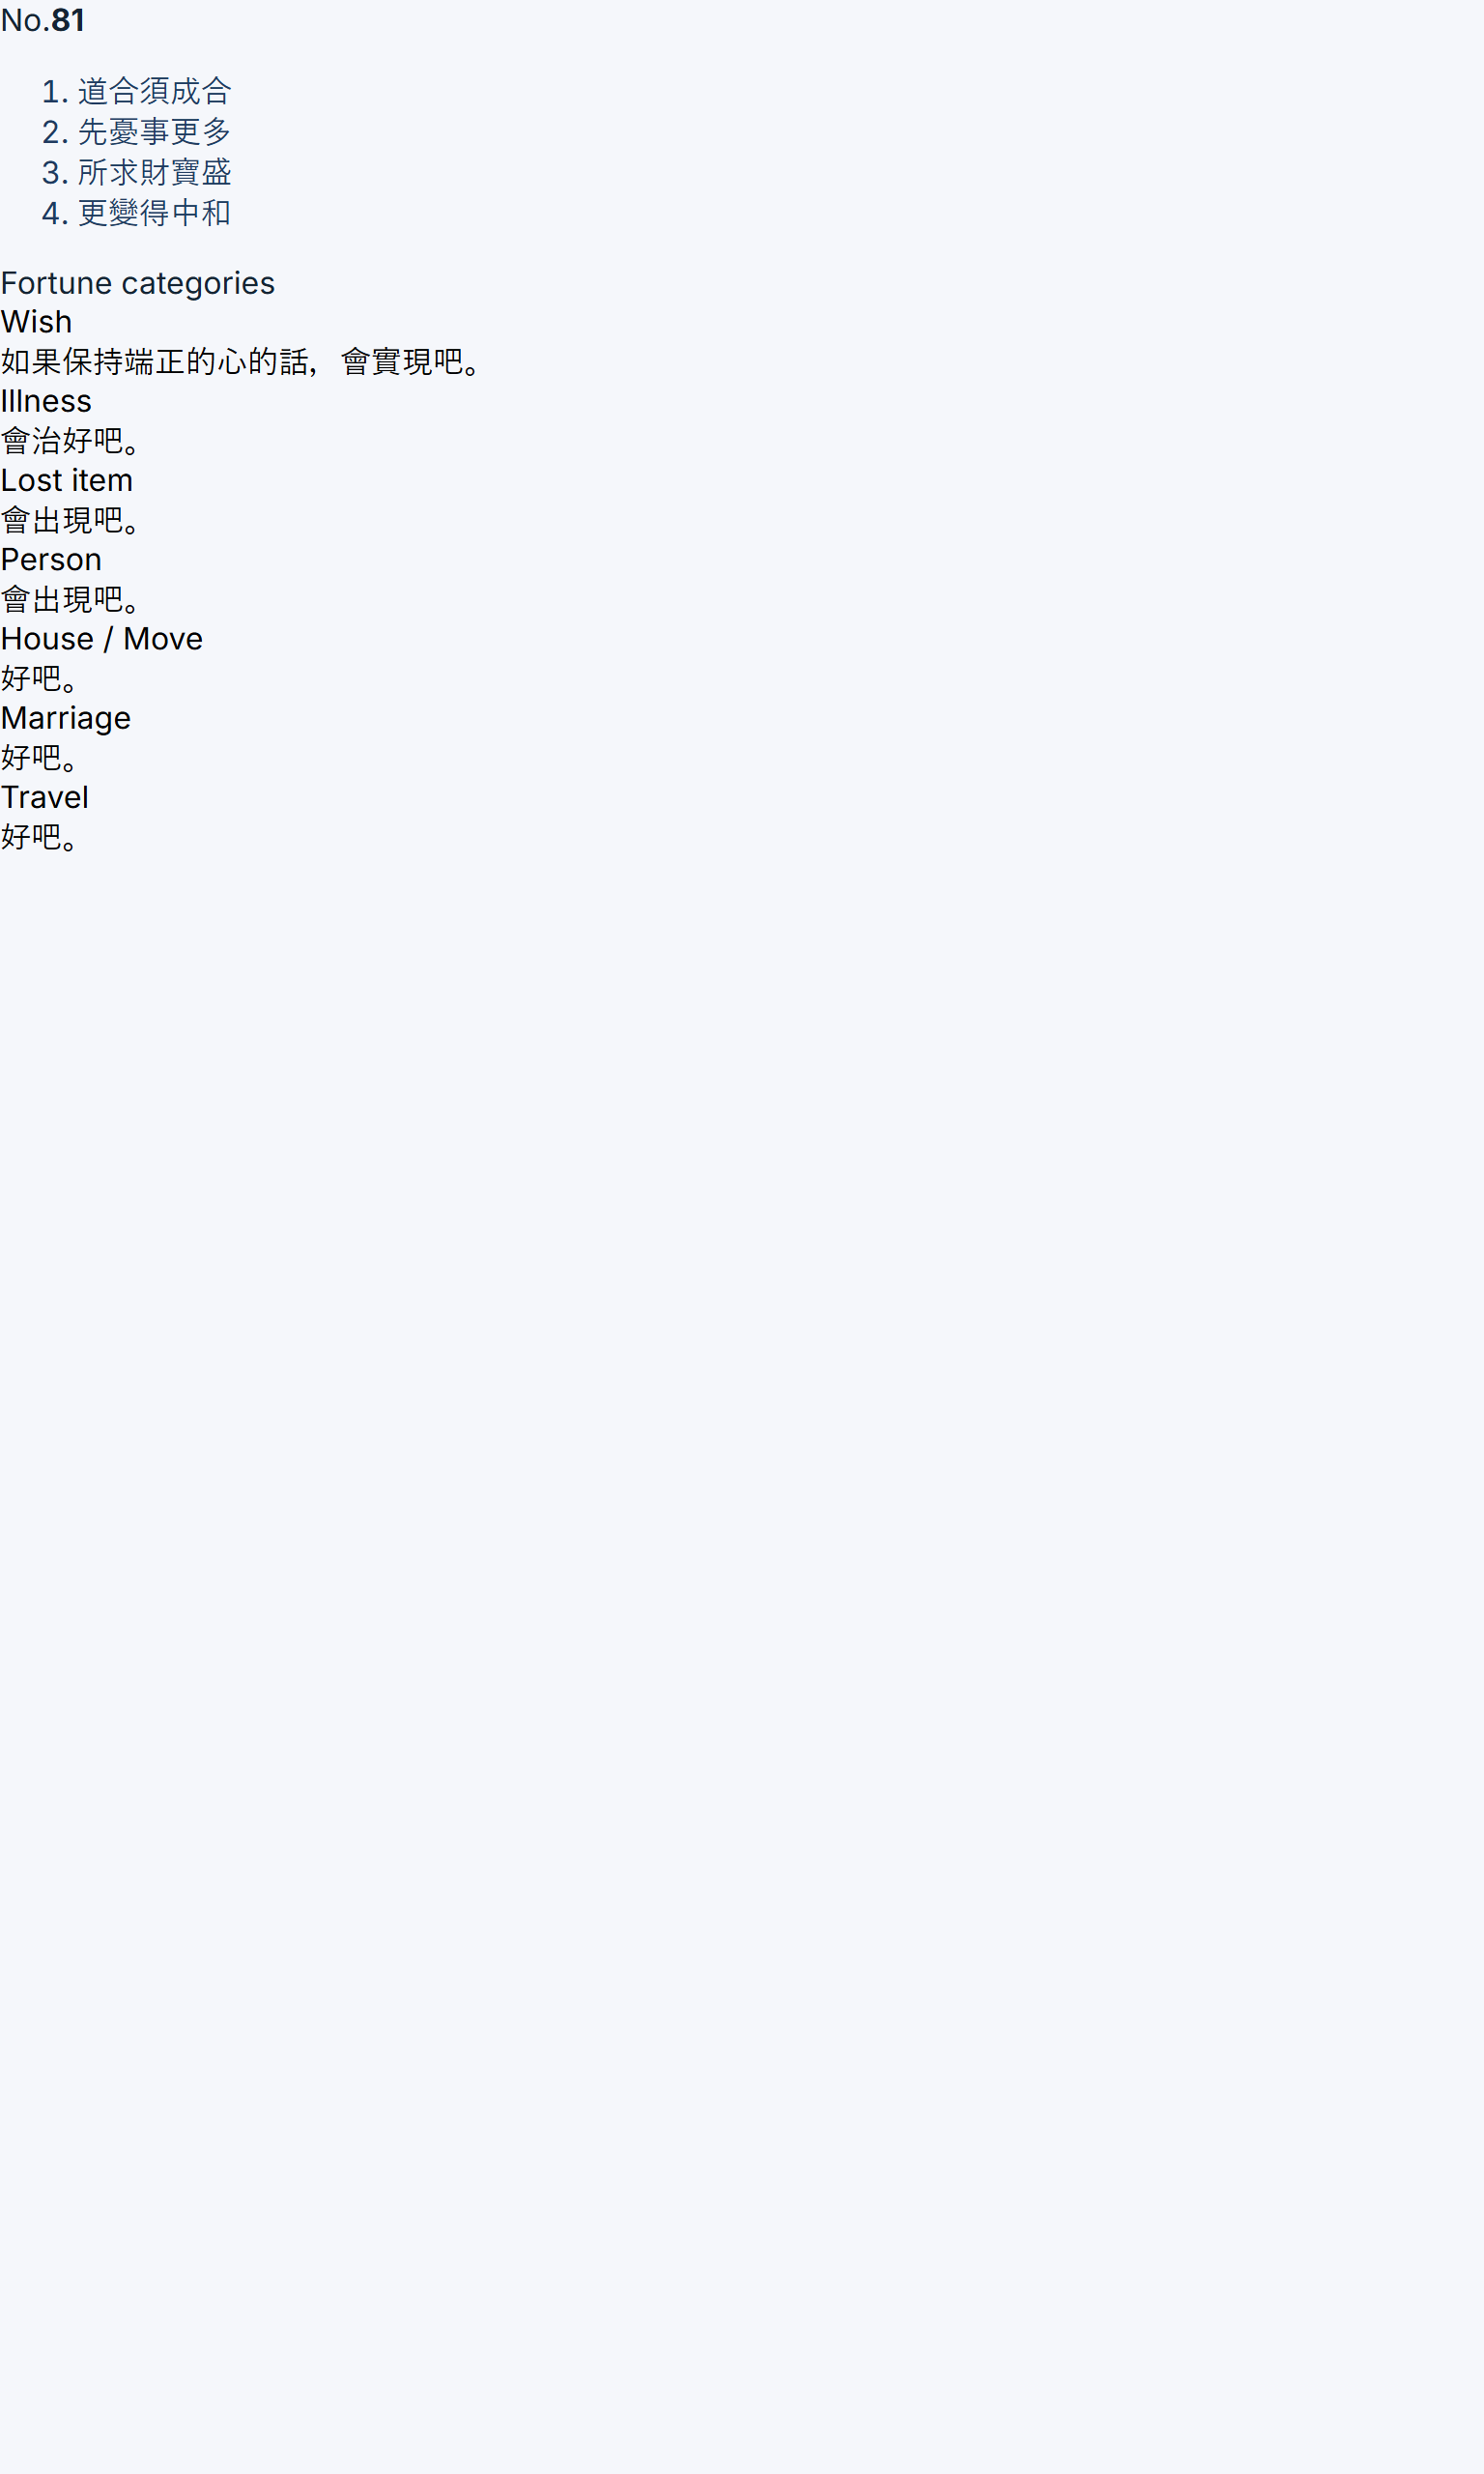 No.81
1. 道合須成合
2. 先憂事更多
3. 所求財寶盛
4. 更變得中和
Fortune categories
Wish
如果保持端正的心的話，會實現吧。
Illness
會治好吧。
Lost item
會出現吧。
Person
會出現吧。
House / Move
好吧。
Marriage
好吧。
Travel
好吧。